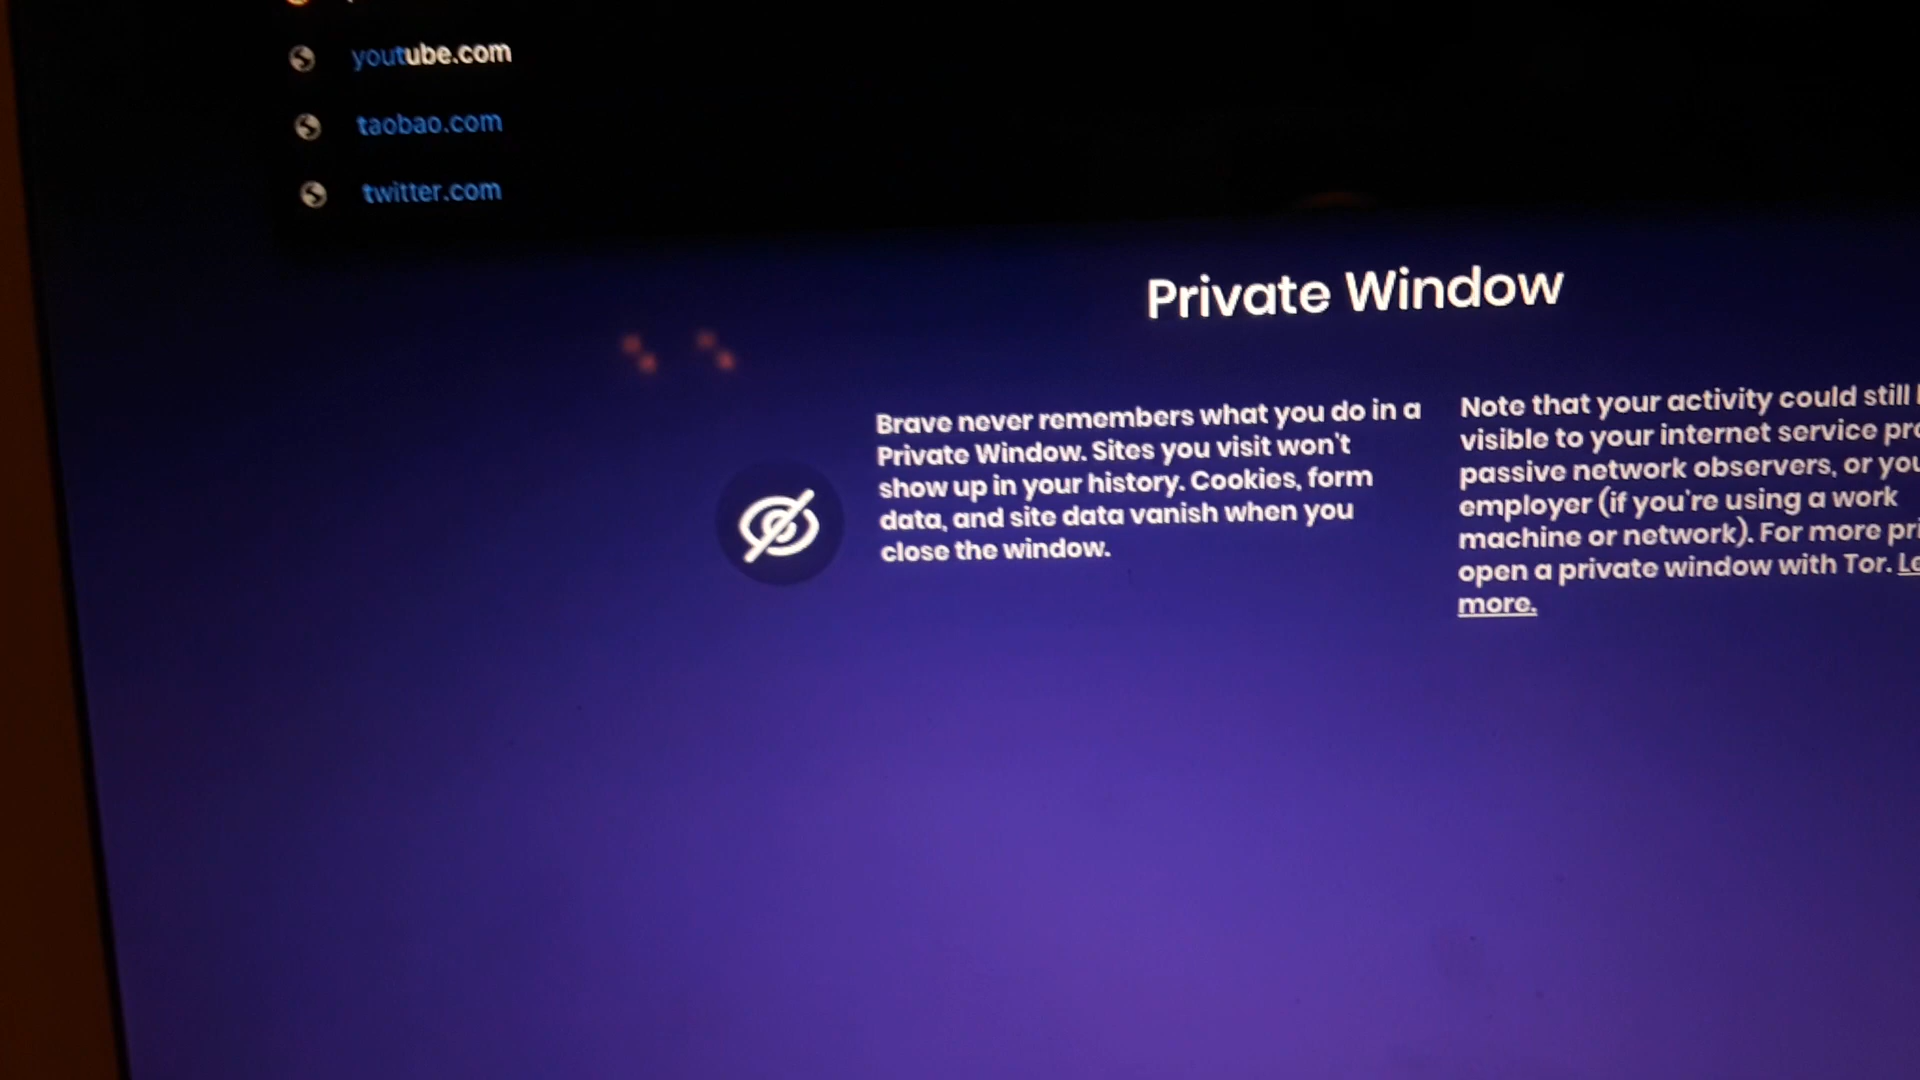 youtube.com
taobao.com
twitter.com
Private Window
Brave never remembers what you do in a
Private Window. Sites you visit won't
show up in your history. Cookies, form
data, and site data vanish when you
close the window.
Note that your activity could still
visible to your internet service
passive network observers, or
employer (if you're using a work
machine or network). For more
open a private window with Tor.
more.